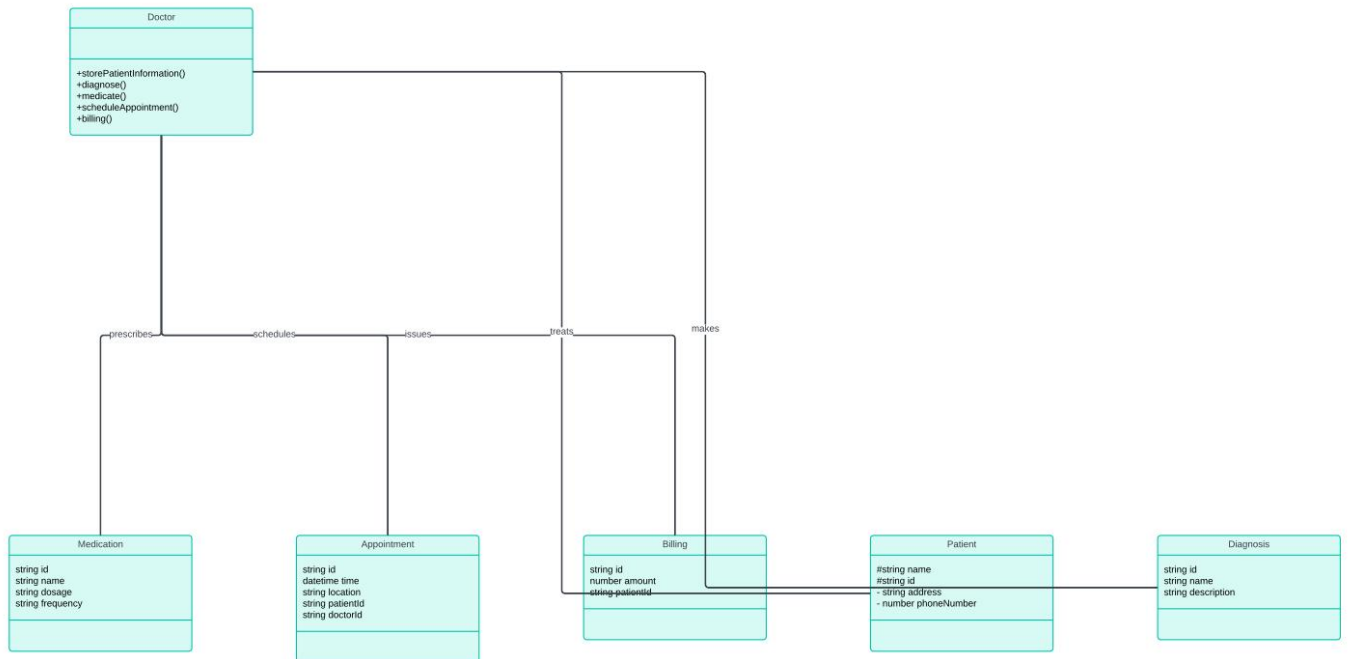 Doctor
+storePatientInformation()
+diagnose()
+medicate()
+scheduleAppointment()
+billing()
prescribes
schedules
issues
treats
makes
Medication
string id
string name
string dosage
string frequency
Appointment
string id
datetime time
string location
string patientId
string doctorId
Billing
string id
number amount
string patientId
Patient
#string name
#string id
- string address
- number phoneNumber
Diagnosis
string id
string name
string description